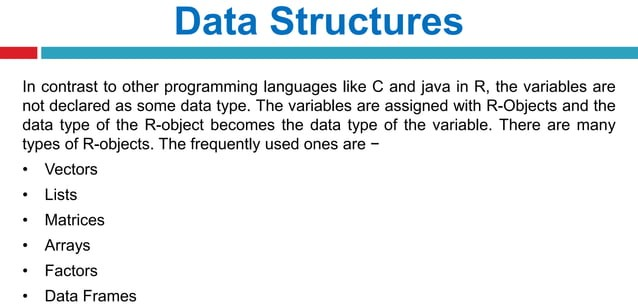 Data Structures
In contrast to other programming languages like C and java in R, the variables are
not declared as some data type. The variables are assigned with R-Objects and the
data type of the R-object becomes the data type of the variable. There are many
types of R-objects. The frequently used ones are −
• Vectors
• Lists
• Matrices
• Arrays
• Factors
• Data Frames